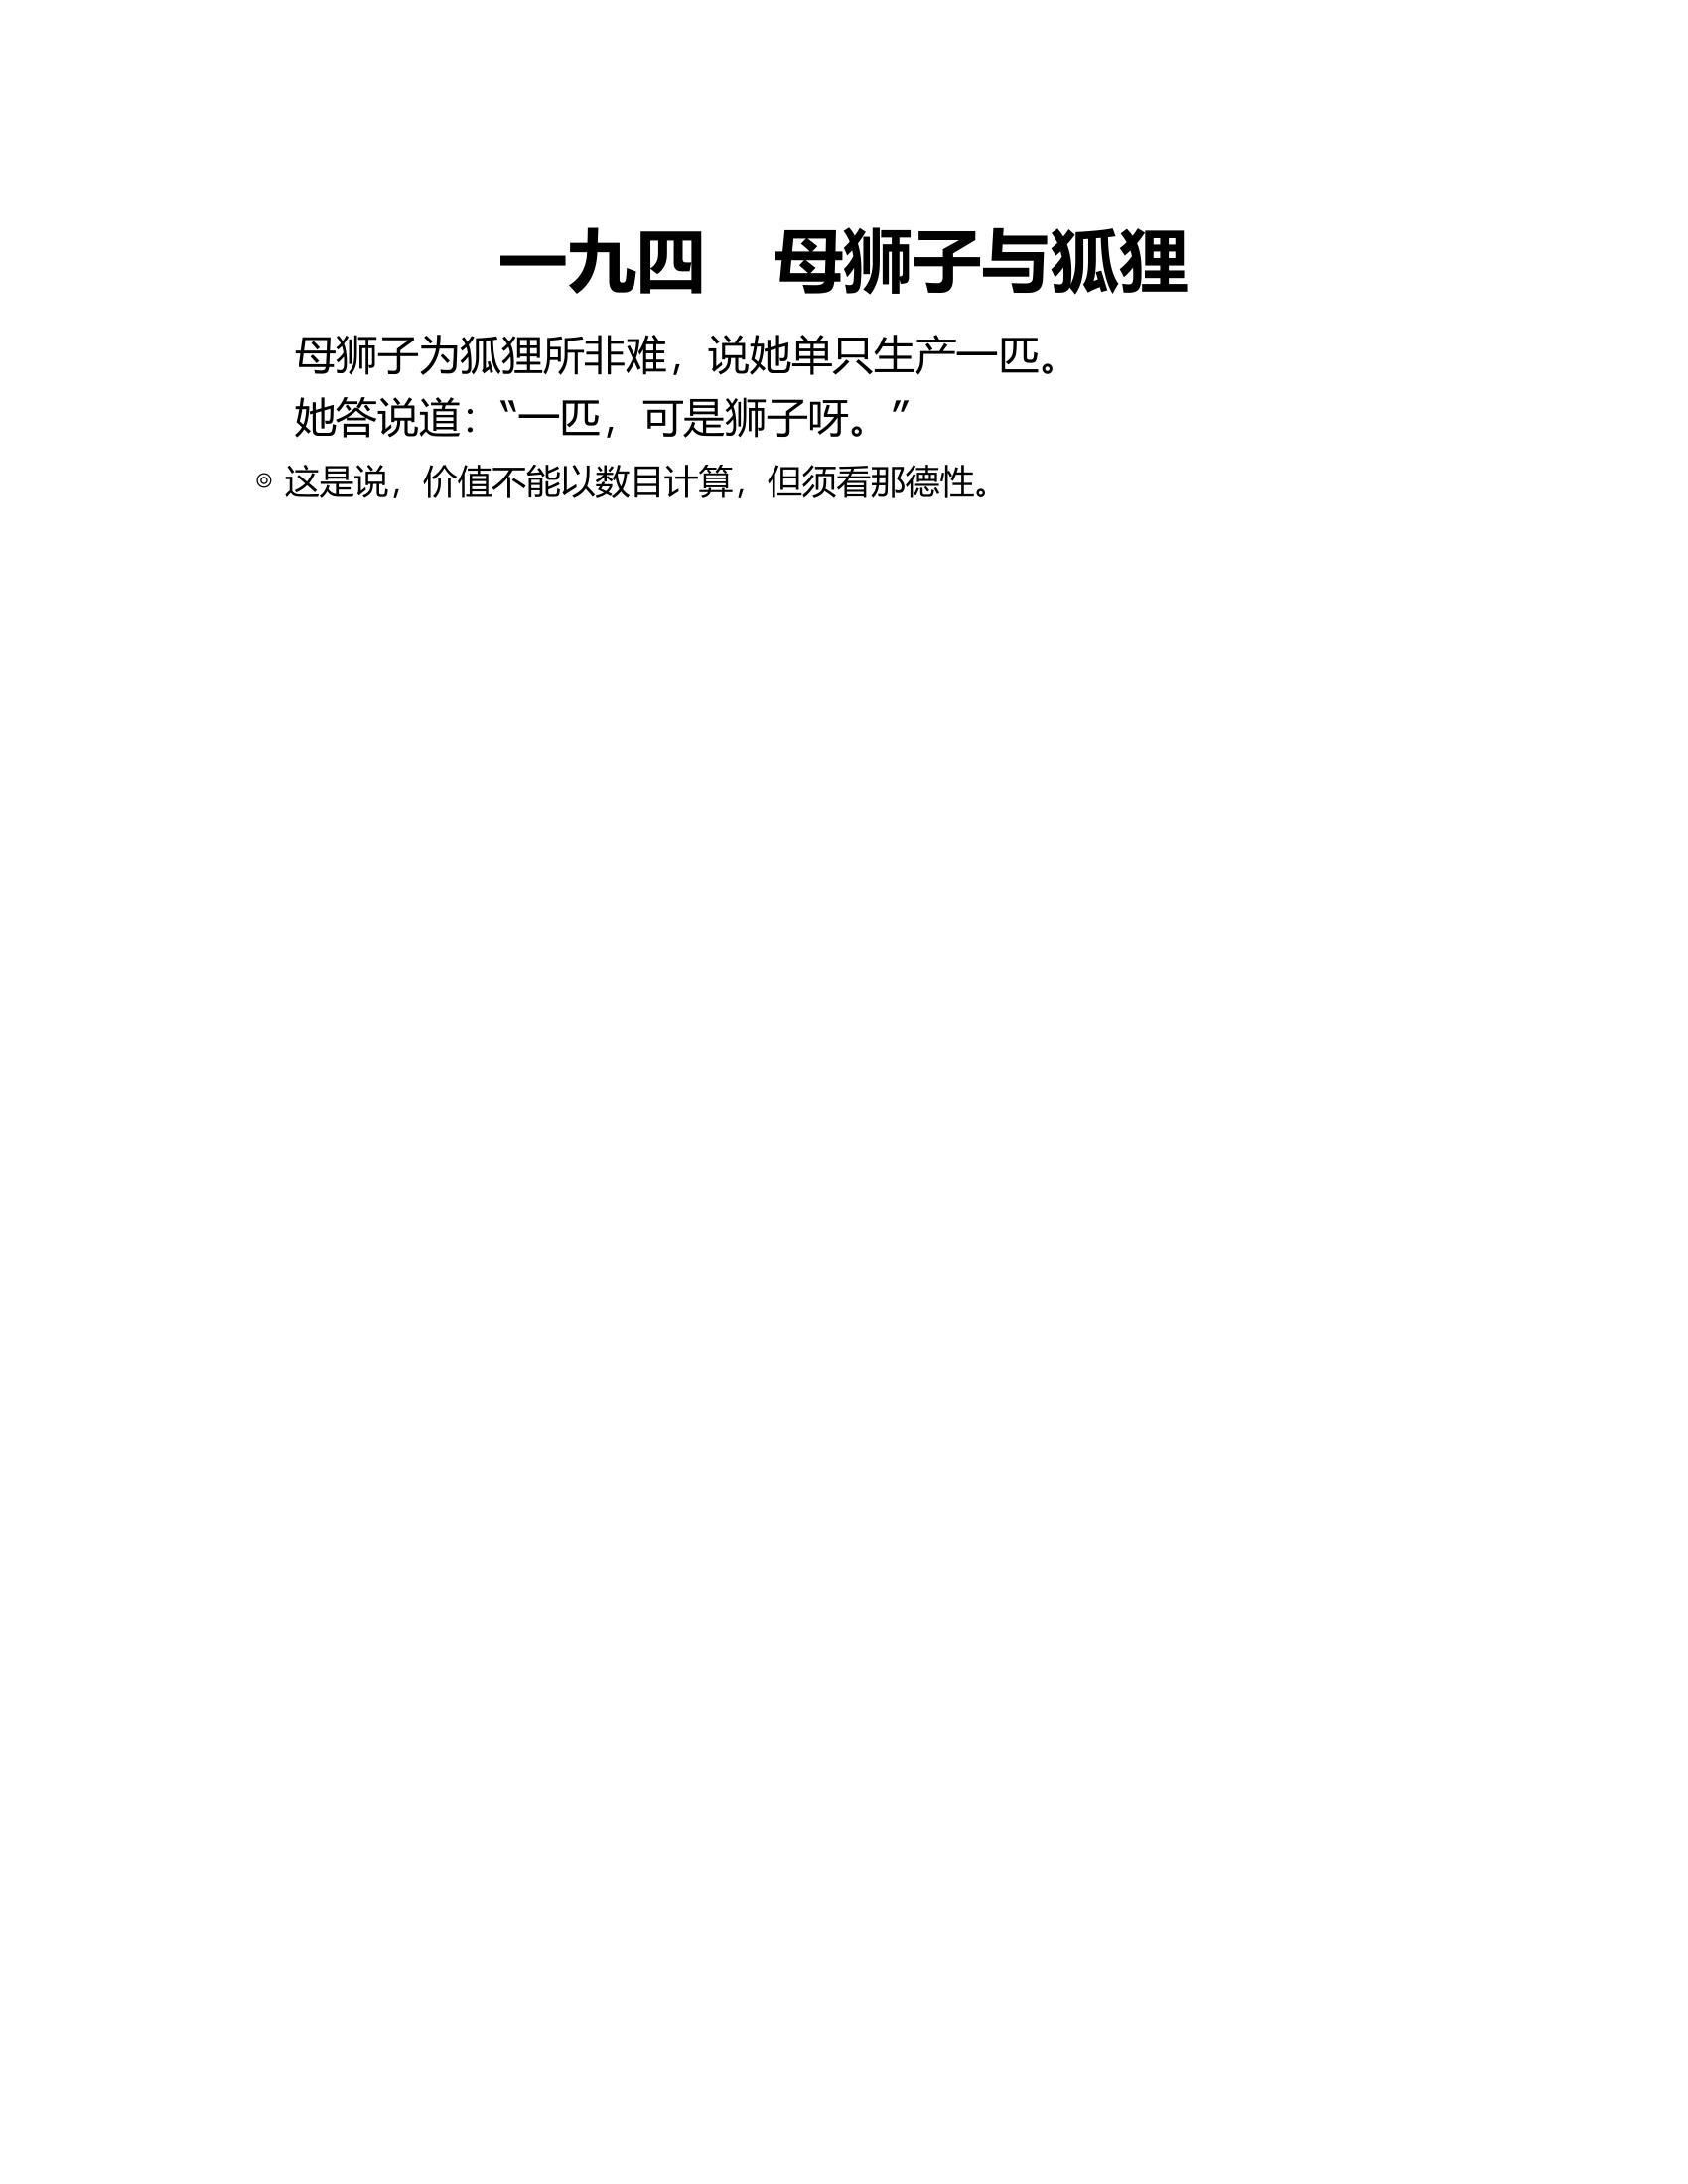 一九四　母狮子与狐狸
母狮子为狐狸所非难，说她单只生产一匹。
她答说道：“一匹，可是狮子呀。”
◎ 这是说，价值不能以数目计算，但须看那德性。